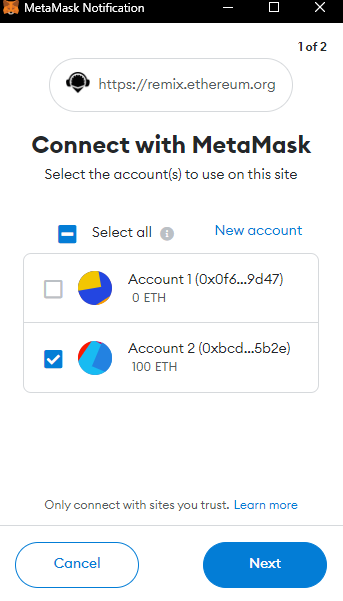 MetaMask Notification
1 of 2
https://remix.ethereum.org
Connect with MetaMask
Select the account(s) to use on this site
Select all
New account
Account 1 (0x0f6...9d47)
0 ETH
Account 2 (0xbcd...5b2e)
100 ETH
Only connect with sites you trust. Learn more
Cancel
Next